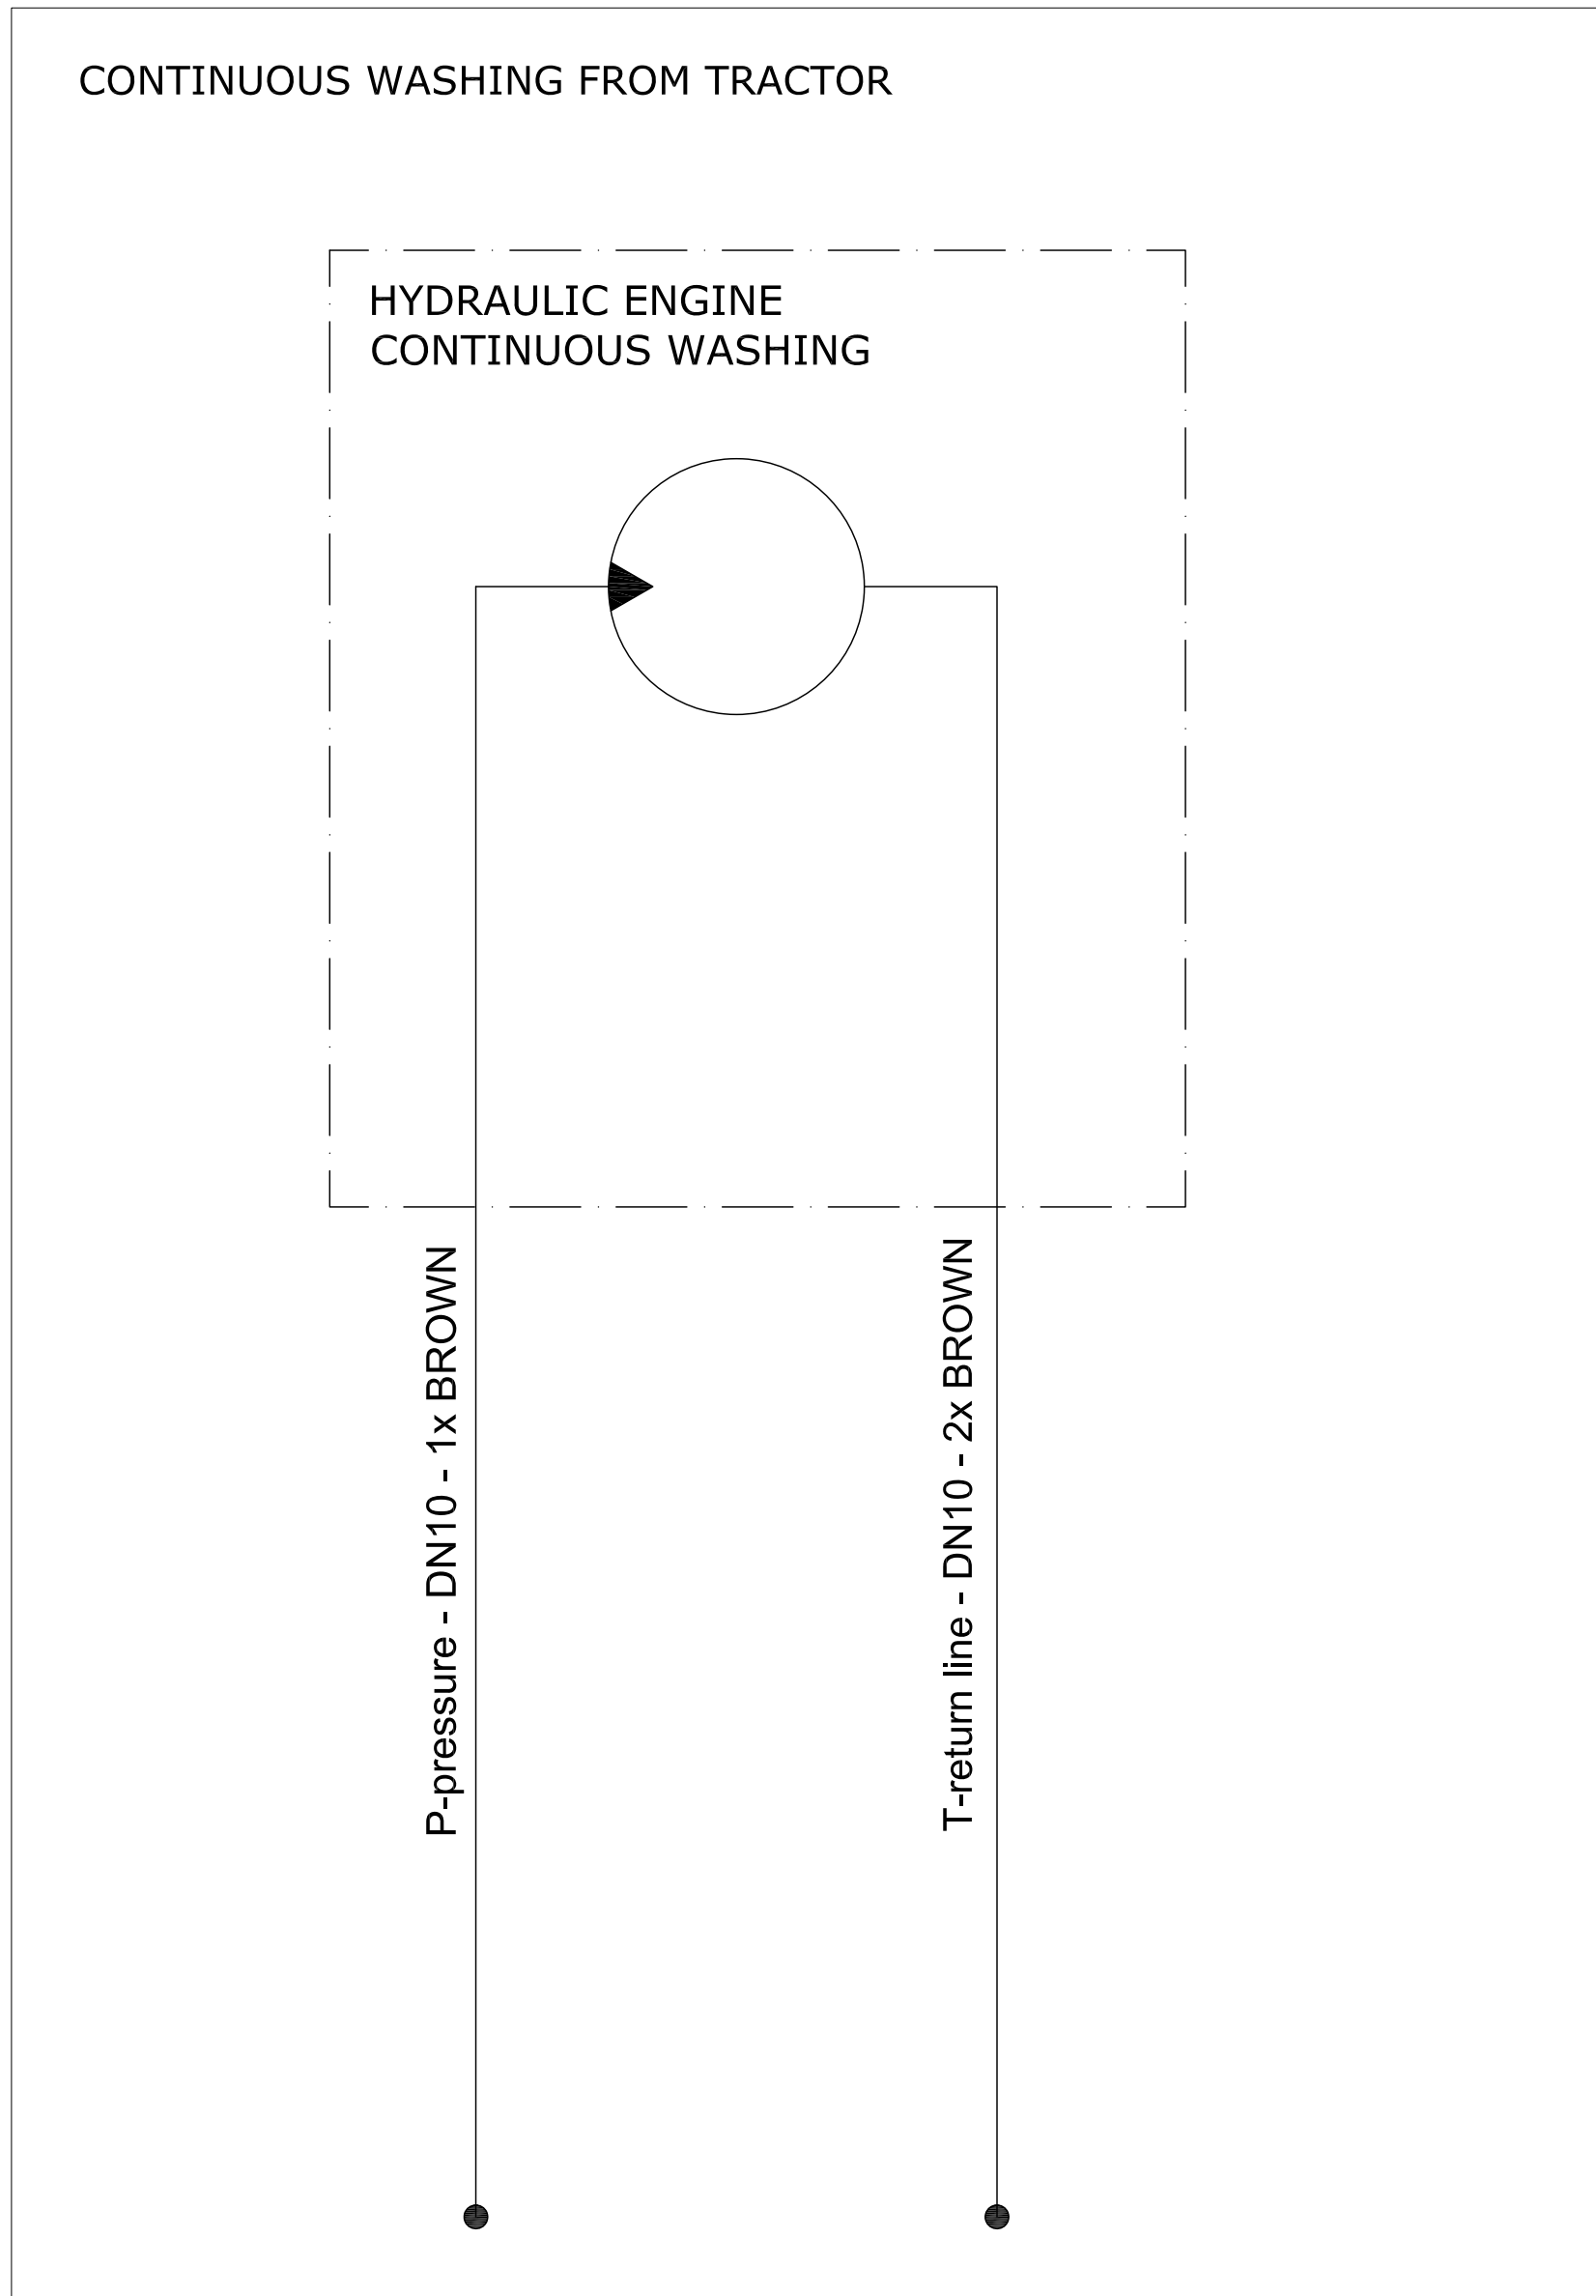 CONTINUOUS WASHING FROM TRACTOR
HYDRAULIC ENGINE
CONTINUOUS WASHING
P-pressure - DN10 - 1x BROWN
T-return line - DN10 - 2x BROWN